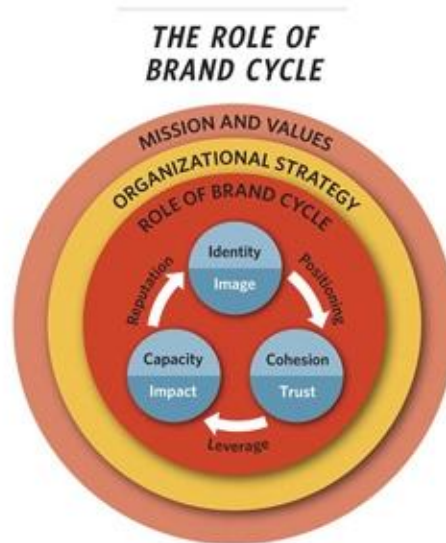 THE ROLE OF
BRAND CYCLE
MISSION AND VALUES
ORGANIZATIONAL STRATEGY
ROLE OF BRAND CYCLE
Identity
Image
Reputation
Positioning
Capacity
Impact
Cohesion
Trust
Leverage